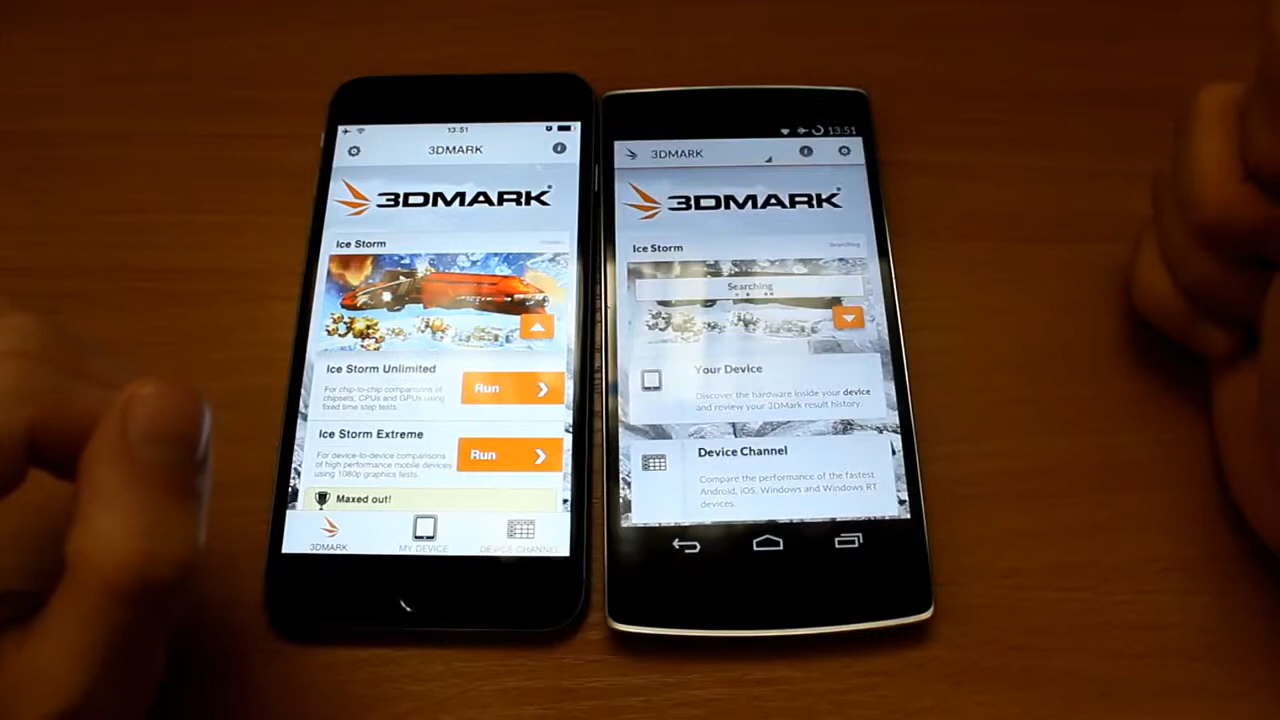 13:51
3DMARK
3DMARK
Ice Storm
Ice Storm Unlimited
For chip-to-chip comparisons of
chipsets, CPUs and GPUs using
fixed time step tests.
Run
Ice Storm Extreme
For device-to-device comparisons
of high performance mobile devices
using 1080p graphics tests.
Run
Maxed out!
3DMARK
MY DEVICE
DEVICE CHANNEL
13:51
3DMARK
3DMARK
Ice Storm
Searching
Searching
Your Device
Discover the hardware inside your device
and review your 3DMark result history.
Device Channel
Compare the performance of the fastest
Android, iOS, Windows and Windows RT
devices.